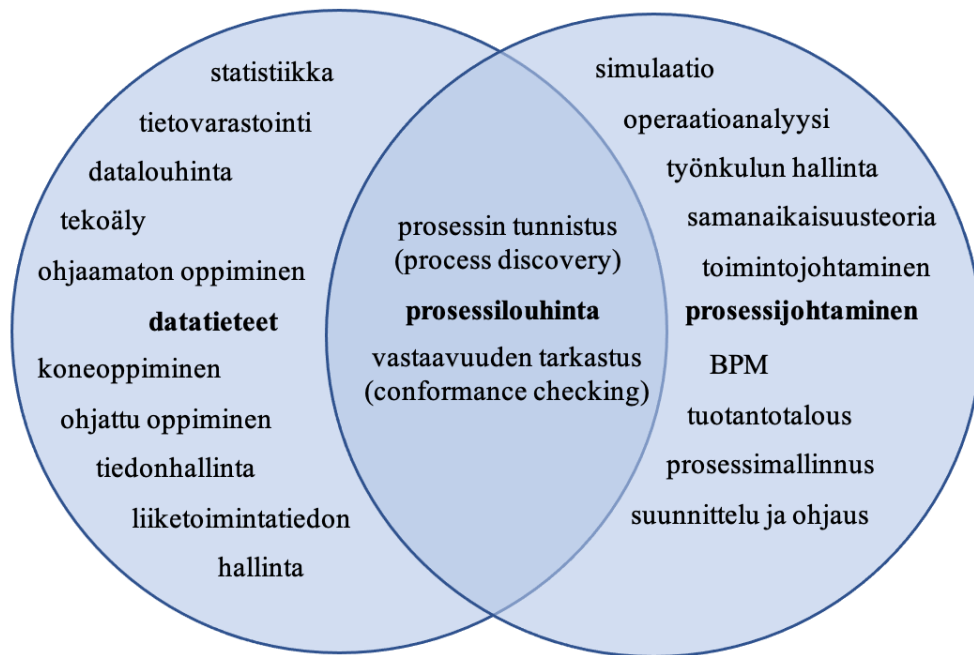 statistiikka
tietovarastointi
datalouhinta
tekoäly
ohjaamaton oppiminen
datatieteet
koneoppiminen
ohjattu oppiminen
tiedonhallinta
liiketoimintatiedon
hallinta
prosessin tunnistus
(process discovery)
prosessilouhinta
vastaavuuden tarkastus
(conformance checking)
simulaatio
operaatioanalyysi
työnkulun hallinta
samanaikaisuusteoria
toimintojohtaminen
prosessijohtaminen
BPM
tuotantotalous
prosessimallinnus
suunnittelu ja ohjaus